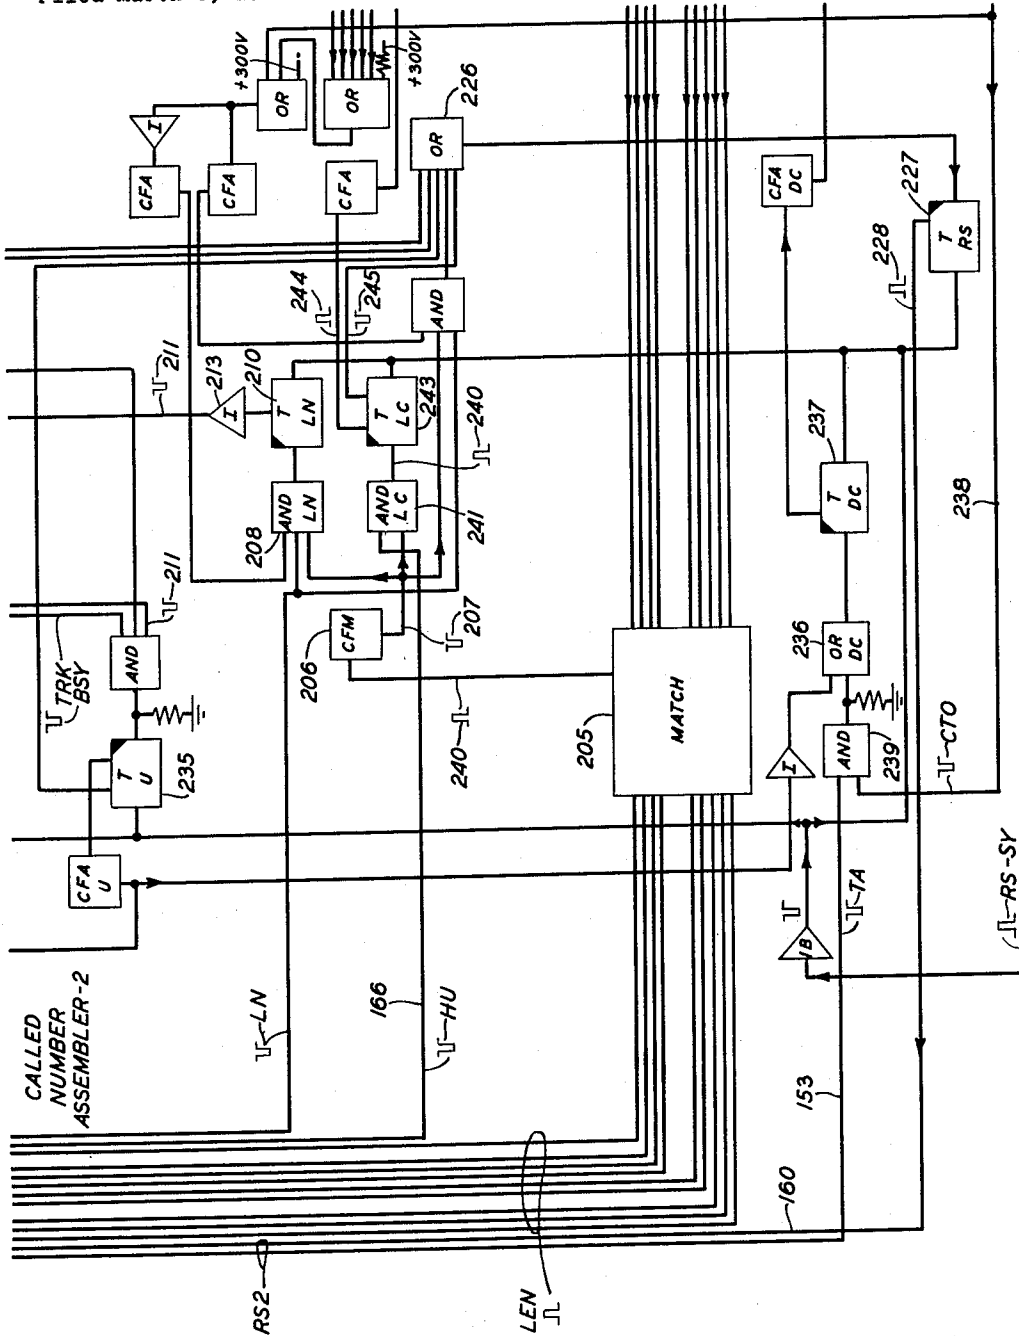 +300V
+300V
I
OR
OR
226
CFA
CFA
CFA
OR
CFA
DC
227
T
RS
228
244
245
AND
211
213
I
210
T
LN
T
LC
243
240
237
T
DC
238
208
AND
LN
AND
LC
241
211
TRK
BSY
AND
206
CFM
207
236
OR
DC
T
U
235
240
205
MATCH
I
AND
239
CTO
CFA
U
IB
TA
RS-SY
CALLED
NUMBER
ASSEMBLER-2
LN
166
HU
153
160
RS2
LEN